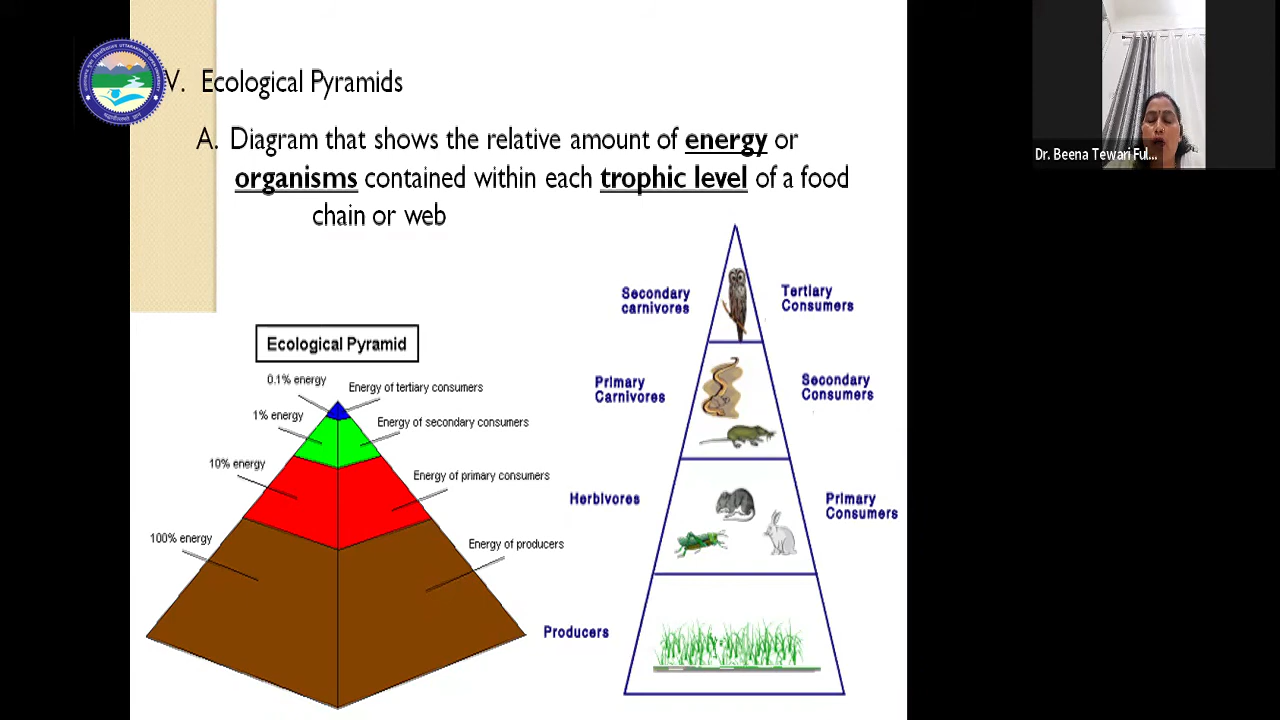 V. Ecological Pyramids
A. Diagram that shows the relative amount of energy or
organisms contained within each trophic level of a food
chain or web
Dr. Beena Tewari Ful...
Ecological Pyramid
0.1% energy
Energy of tertiary consumers
1% energy
Energy of secondary consumers
10% energy
Energy of primary consumers
100% energy
Energy of producers
Secondary
carnivores
Tertiary
Consumers
Primary
Carnivores
Secondary
Consumers
Herbivores
Primary
Consumers
Producers